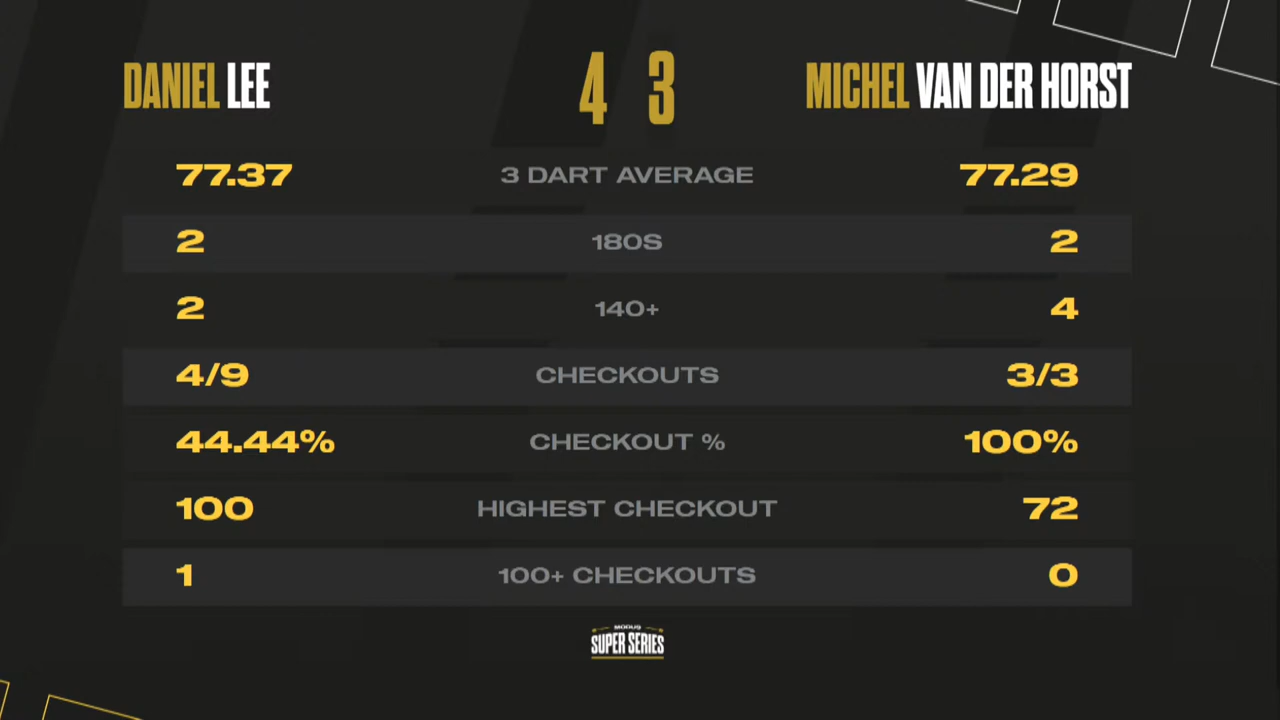 DANIEL LEE 4 3 MICHEL VAN DER HORST
77.37 3 DART AVERAGE 77.29
2 180S 2
2 140+ 4
4/9 CHECKOUTS 3/3
44.44% CHECKOUT % 100%
100 HIGHEST CHECKOUT 72
1 100+ CHECKOUTS 0
MODUS
SUPER SERIES